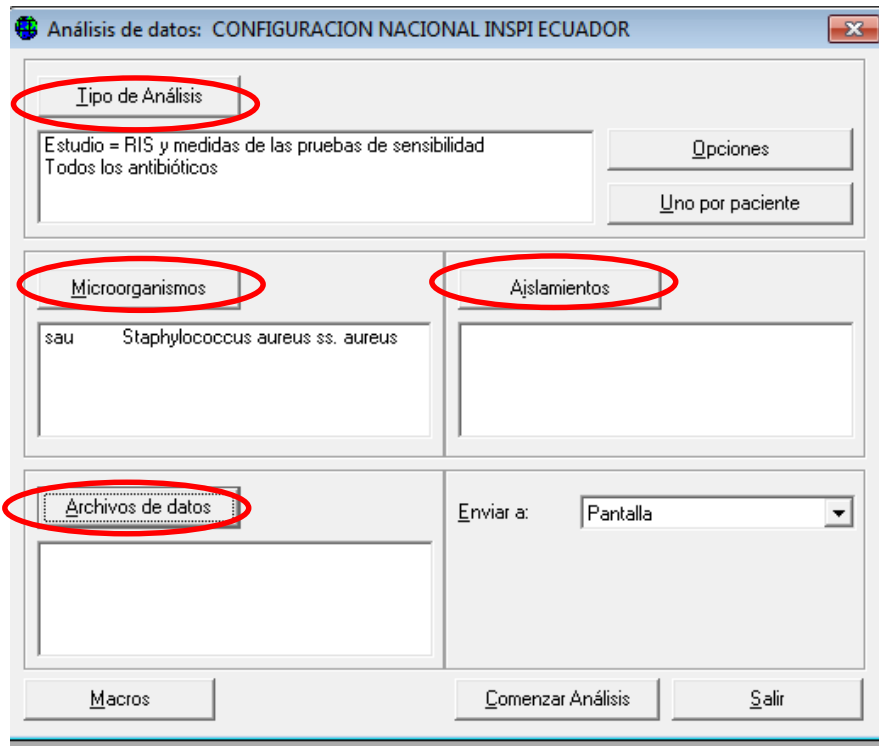 Análisis de datos:  CONFIGURACION NACIONAL INSPI ECUADOR
Tipo de Análisis
Estudio = RIS y medidas de las pruebas de sensibilidad
Todos los antibióticos
Opciones
Uno por paciente
Microorganismos
sau Staphylococcus aureus ss. aureus
Aislamientos
Archivos de datos
Enviar a: Pantalla
Macros
Comenzar Análisis
Salir